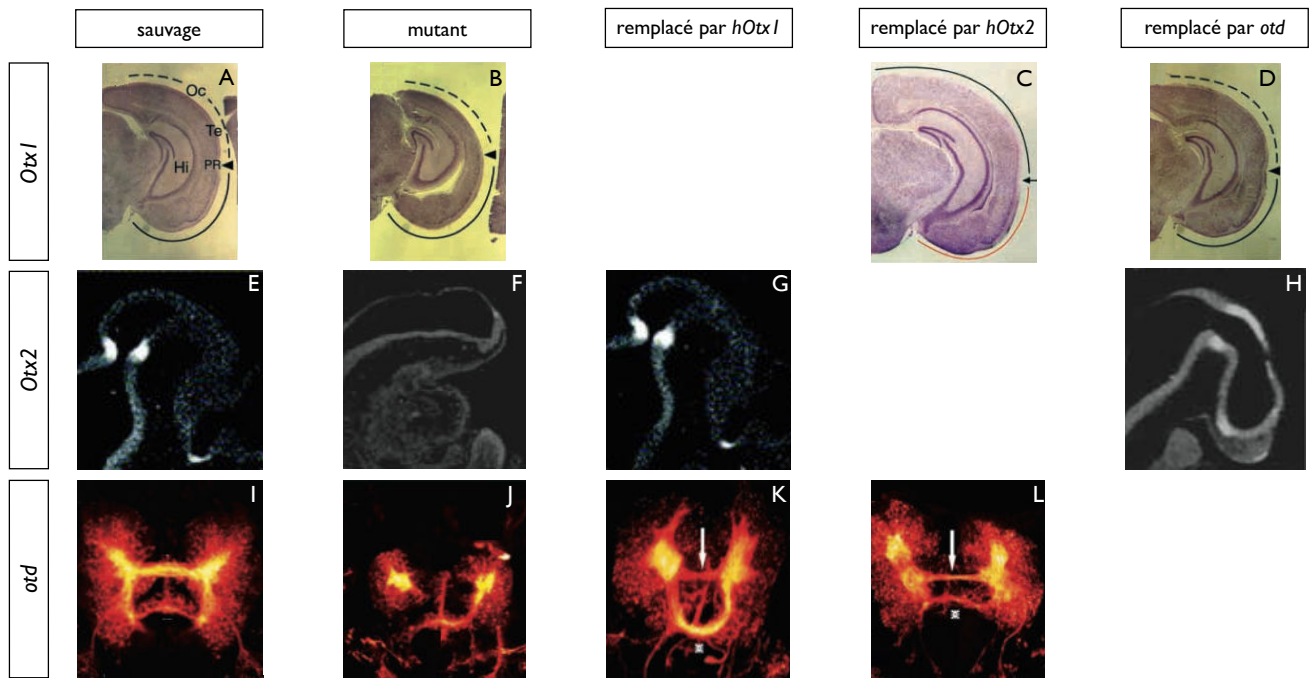 sauvage
mutant
remplacé par hOtx1
remplacé par hOtx2
remplacé par otd
Otx1
A
Oc
Te
PR
Hi
B
C
D
Otx2
E
F
G
H
otd
I
J
K
L